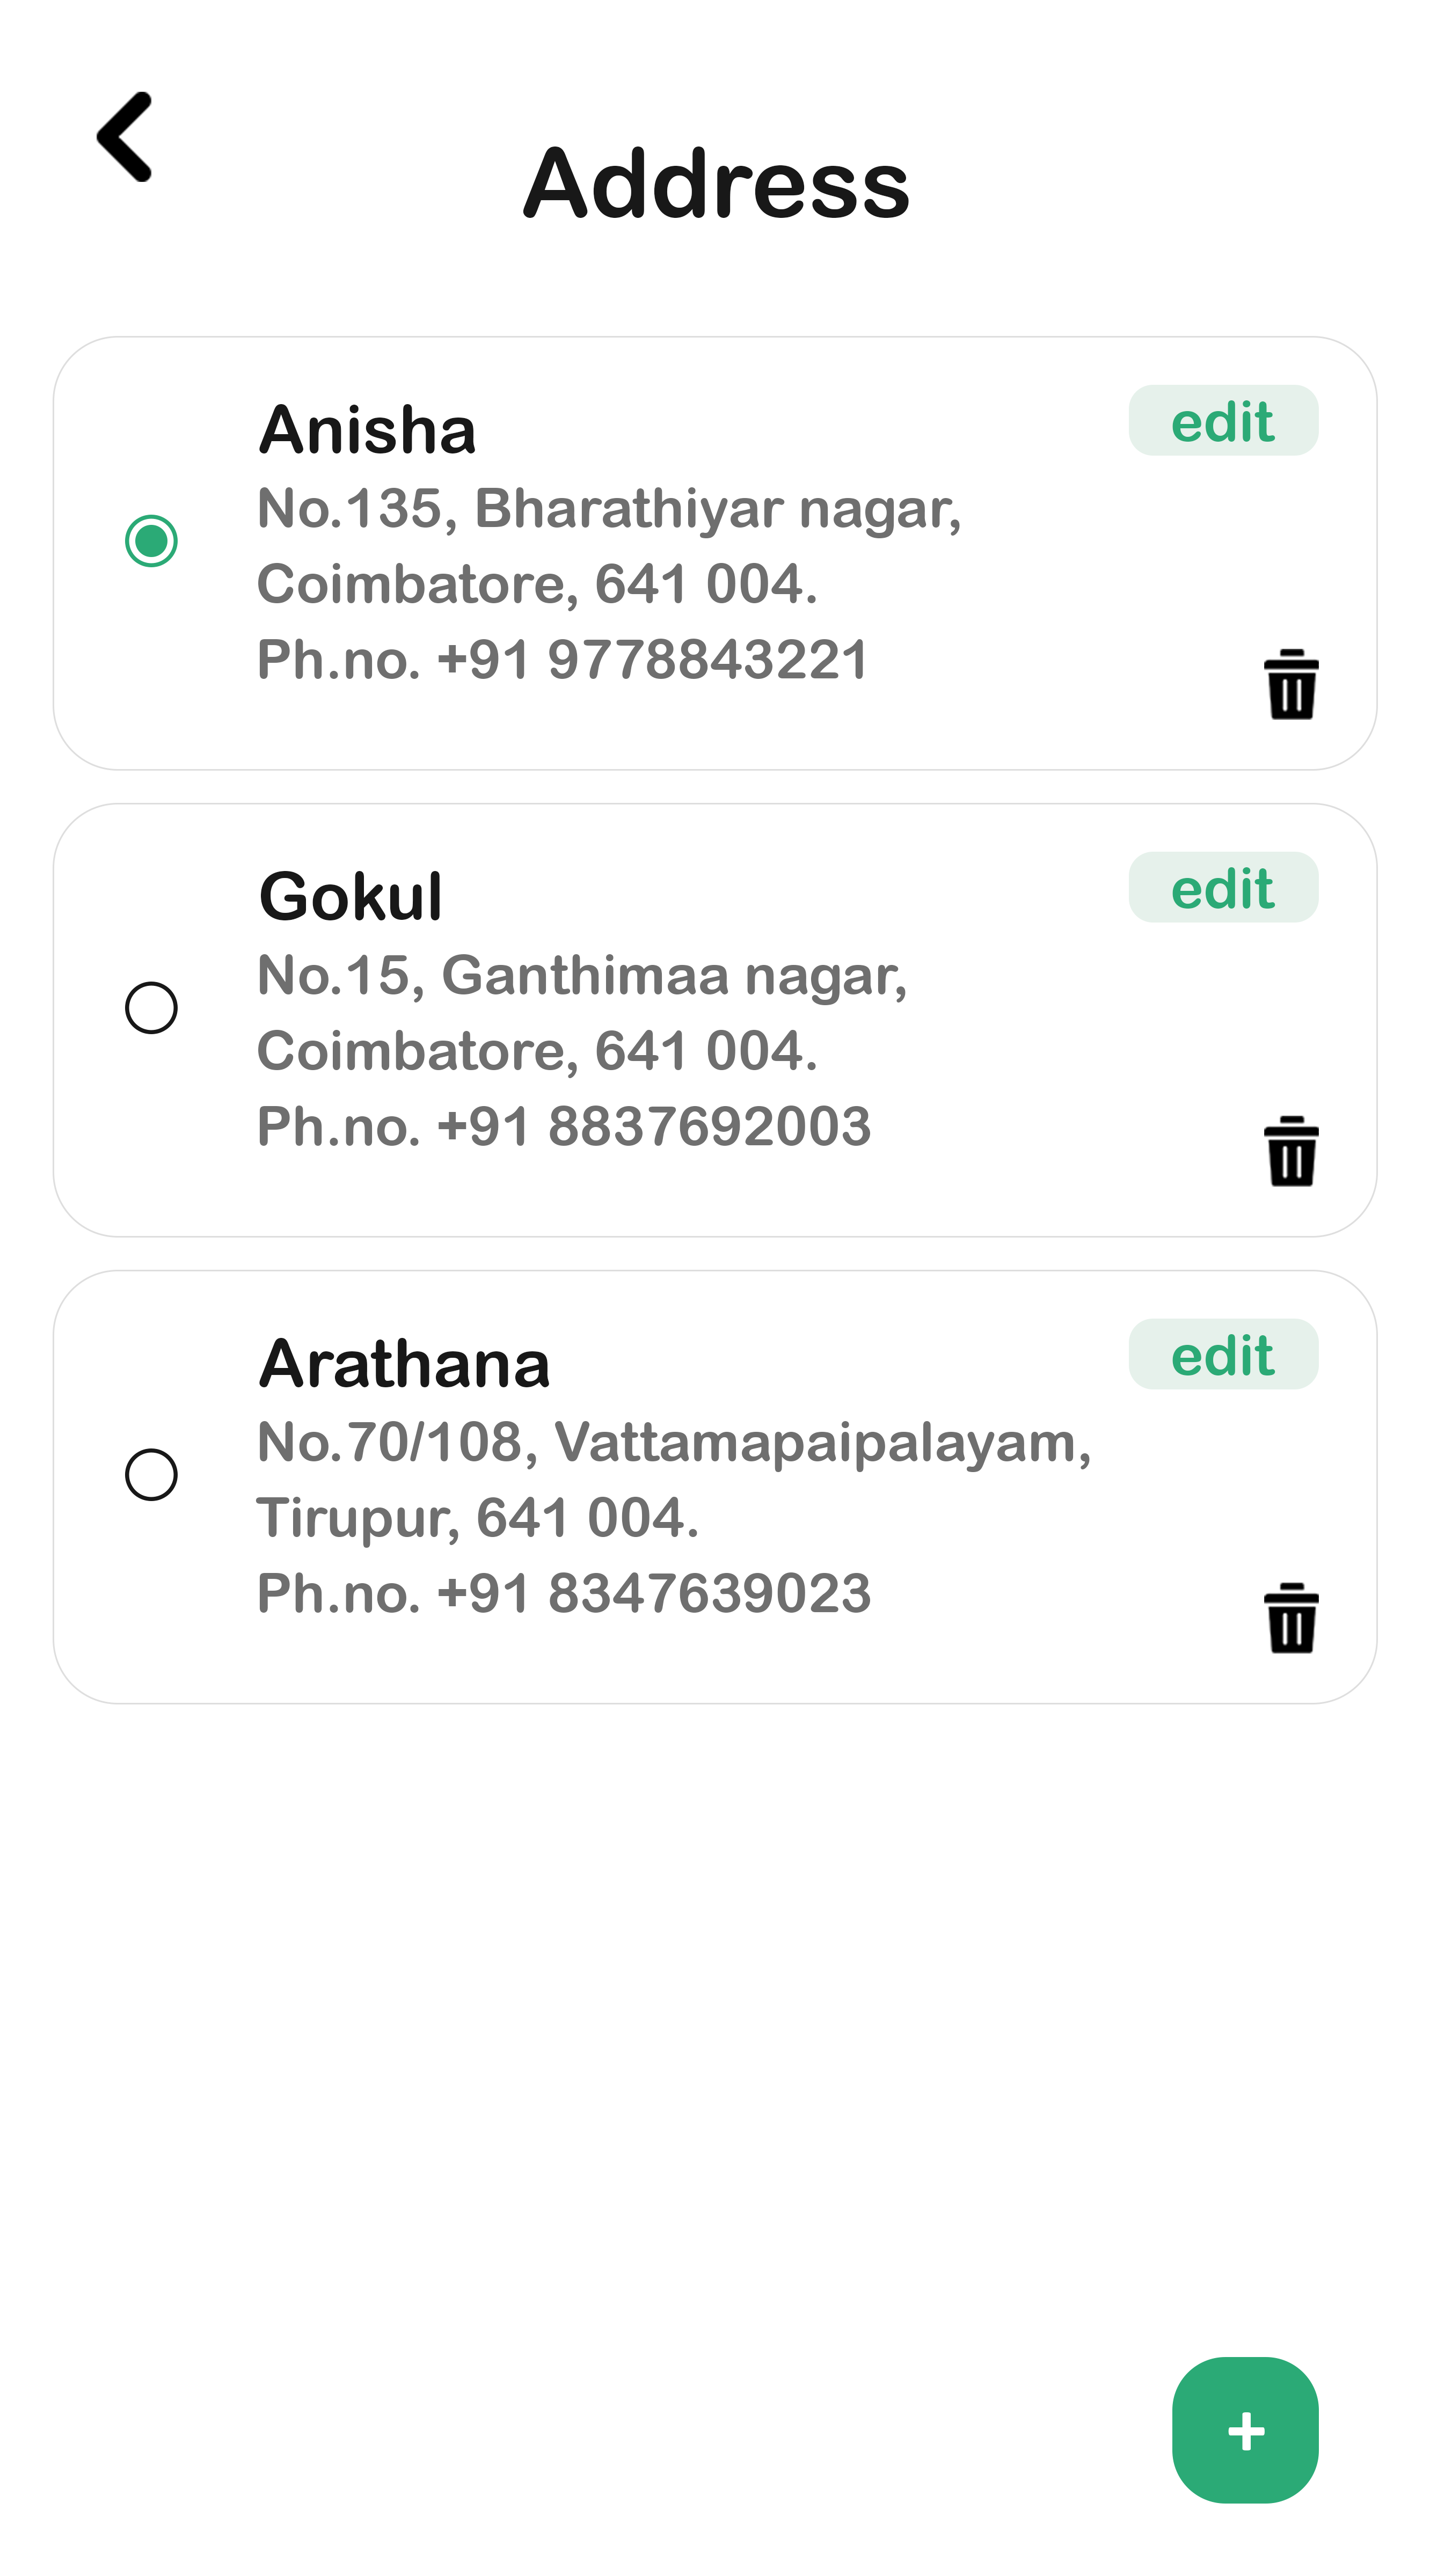 Address
Anisha
edit
No.135, Bharathiyar nagar,
Coimbatore, 641 004.
Ph.no. +91 9778843221
Gokul
edit
No.15, Ganthimaa nagar,
Coimbatore, 641 004.
Ph.no. +91 8837692003
Arathana
edit
No.70/108, Vattamapaipalayam,
Tirupur, 641 004.
Ph.no. +91 8347639023
+